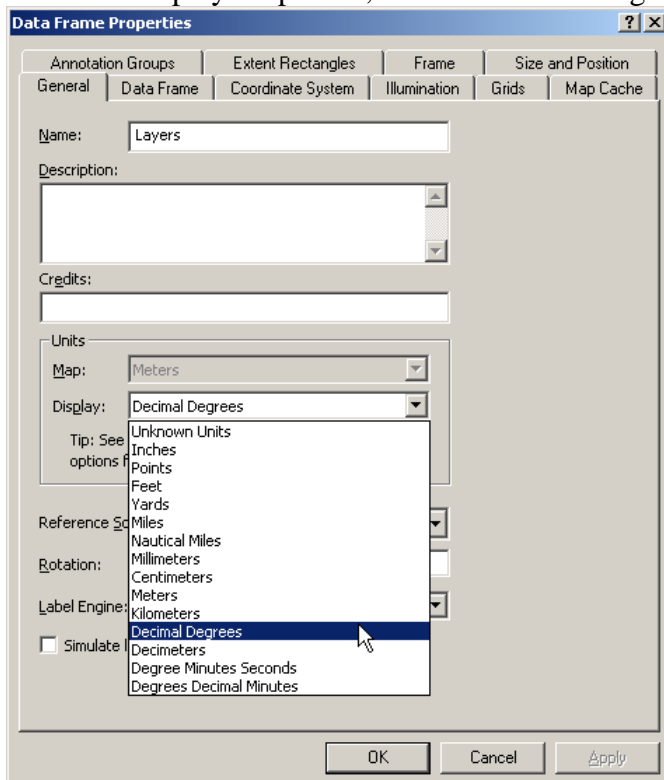 Data Frame Properties
Annotation Groups Extent Rectangles Frame Size and Position
General Data Frame Coordinate System Illumination Grids Map Cache
Name: Layers
Description:
Credits:
Units
Map: Meters
Display: Decimal Degrees
Tip: See
options
Unknown Units
Inches
Points
Feet
Yards
Miles
Nautical Miles
Millimeters
Centimeters
Meters
Kilometers
Decimal Degrees
Decimeters
Degree Minutes Seconds
Degrees Decimal Minutes
Reference
Rotation:
Label Engine:
Simulate
OK Cancel Apply